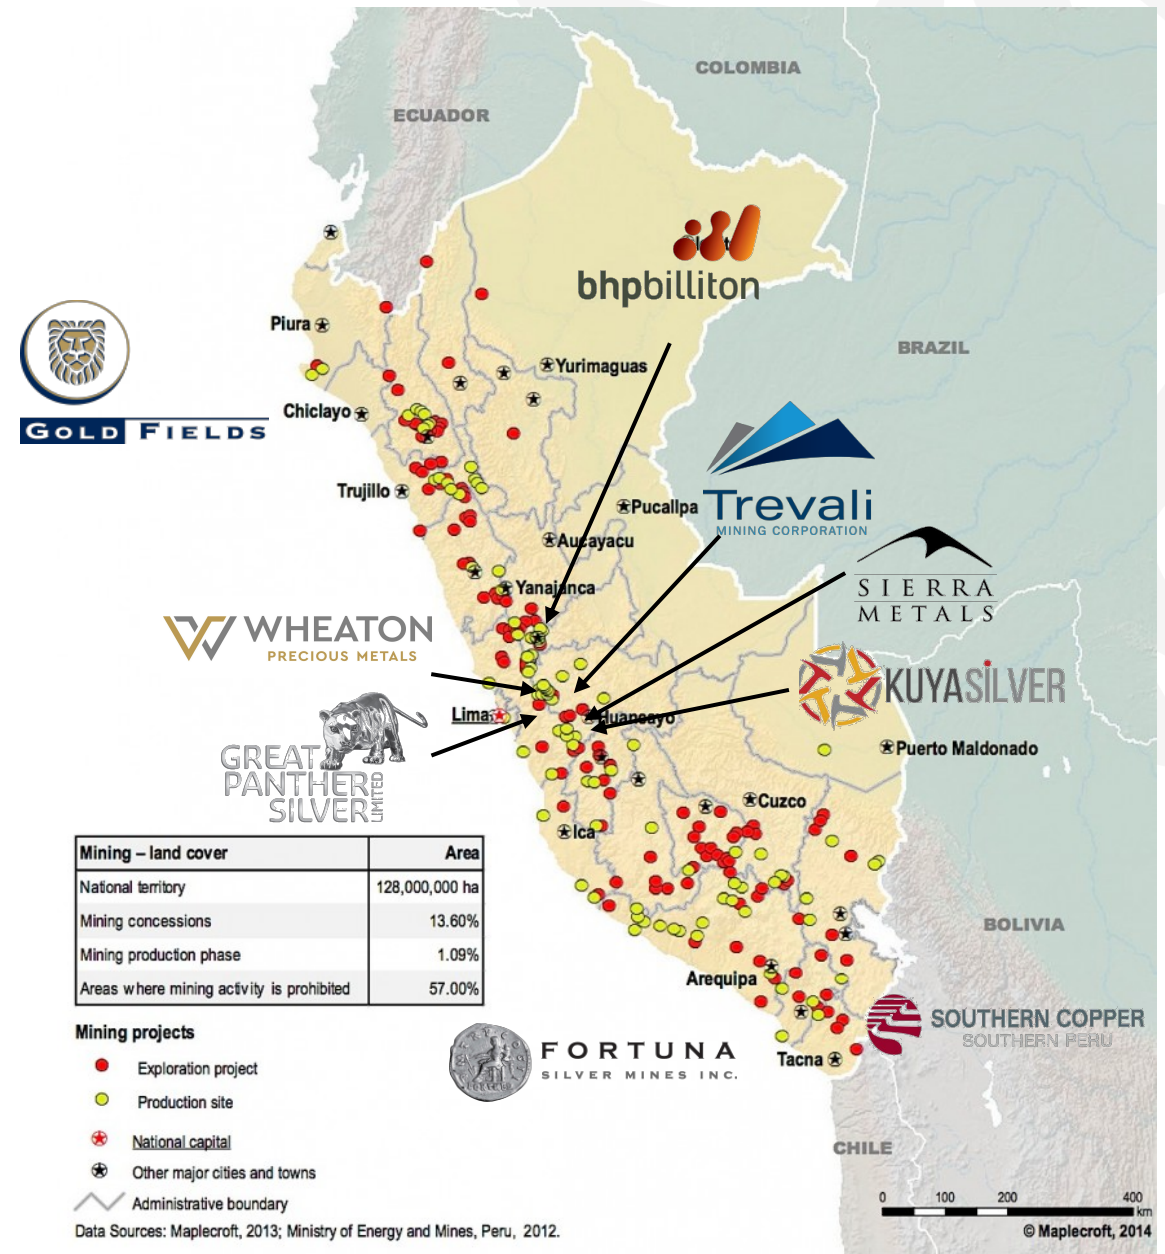 COLOMBIA
ECUADOR
bhpbilliton
Piura
BRAZIL
Yurimaguas
Chiclayo
GOLD FIELDS
Trujillo
Pucallpa
Trevali
MINING CORPORATION
Aucayacu
Yanajanca
SIERRA
METALS
WHEATON
PRECIOUS METALS
KUYASILVER
Lima
Huancayo
GREAT
PANTHER
SILVER
LIMITED
Puerto Maldonado
Cuzco
Ica
Mining – land cover Area
National territory 128,000,000 ha
Mining concessions 13.60%
Mining production phase 1.09%
Areas where mining activity is prohibited 57.00%
BOLIVIA
Arequipa
Mining projects
Exploration project
Production site
National capital
Other major cities and towns
Administrative boundary
SOUTHERN COPPER
SOUTHERN PERU
FORTUNA
SILVER MINES INC.
Tacna
CHILE
0 100 200 400
km
Data Sources: Maplecroft, 2013; Ministry of Energy and Mines, Peru, 2012.
© Maplecroft, 2014